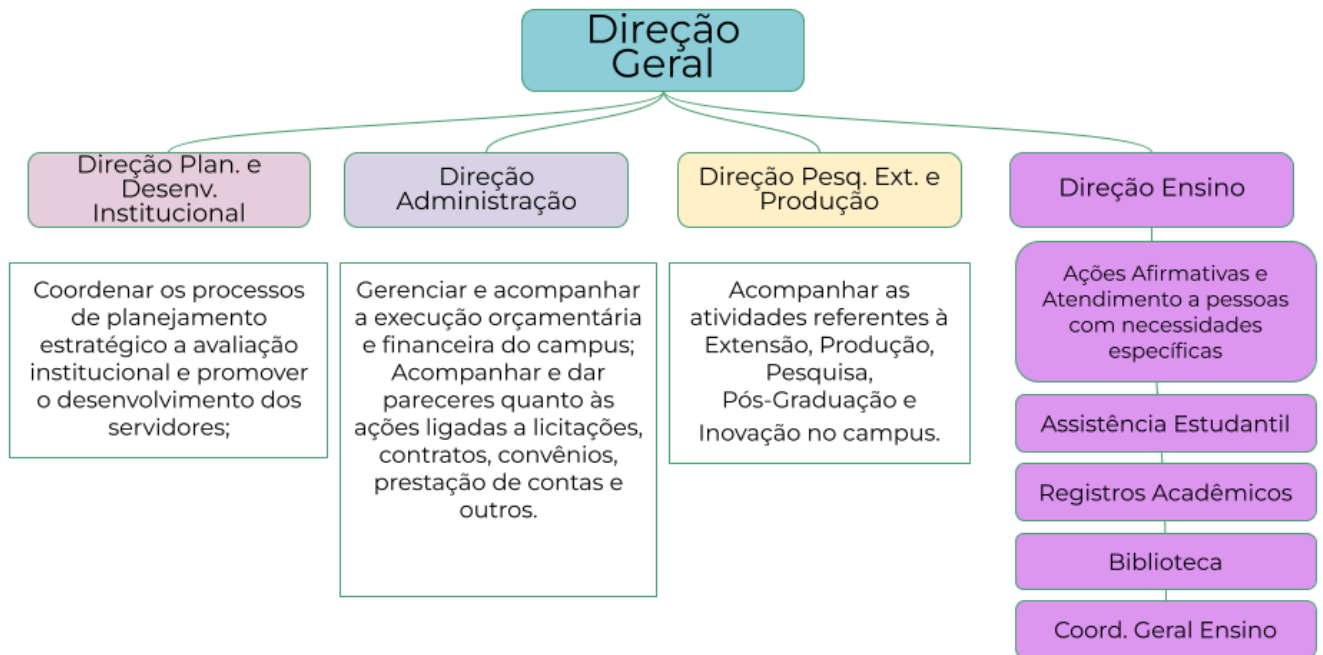 Direção
Geral
Direção Plan. e
Desenv.
Institucional
Direção
Administração
Direção Pesq. Ext. e
Produção
Direção Ensino
Coordenar os processos
de planejamento
estratégico a avaliação
institucional e promover
o desenvolvimento dos
servidores;
Gerenciar e acompanhar
a execução orçamentária
e financeira do campus;
Acompanhar e dar
pareceres quanto às
ações ligadas a licitações,
contratos, convênios,
prestação de contas e
outros.
Acompanhar as
atividades referentes à
Extensão, Produção,
Pesquisa,
Pós-Graduação e
Inovação no campus.
Ações Afirmativas e
Atendimento a pessoas
com necessidades
específicas
Assistência Estudantil
Registros Acadêmicos
Biblioteca
Coord. Geral Ensino